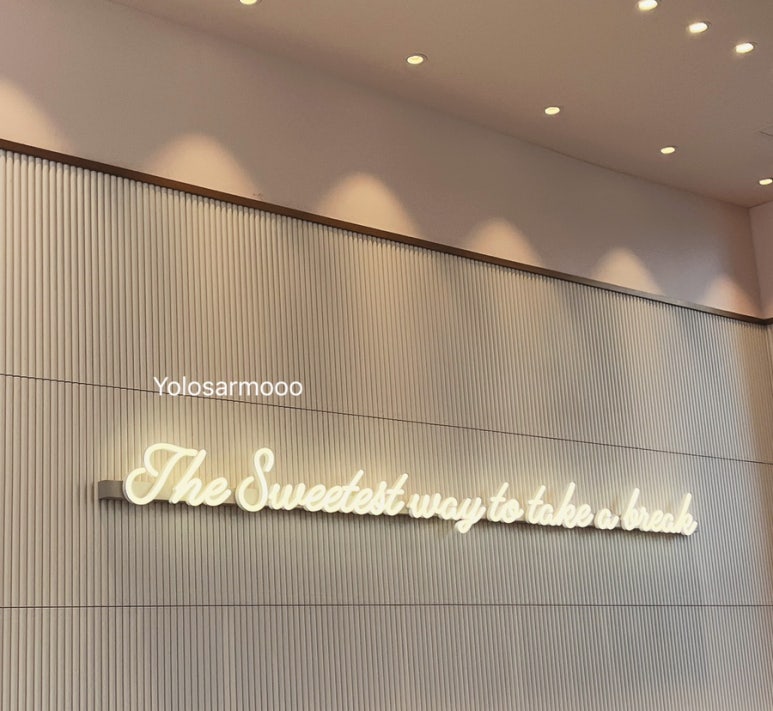 Yolosarmooo
The Sweetest way to take a break